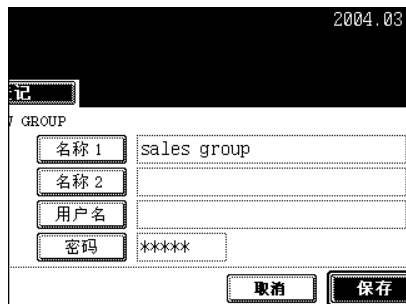 2004.03
记
GROUP
名称 1 sales group
名称 2
用户名
密码 *****
取消 保存